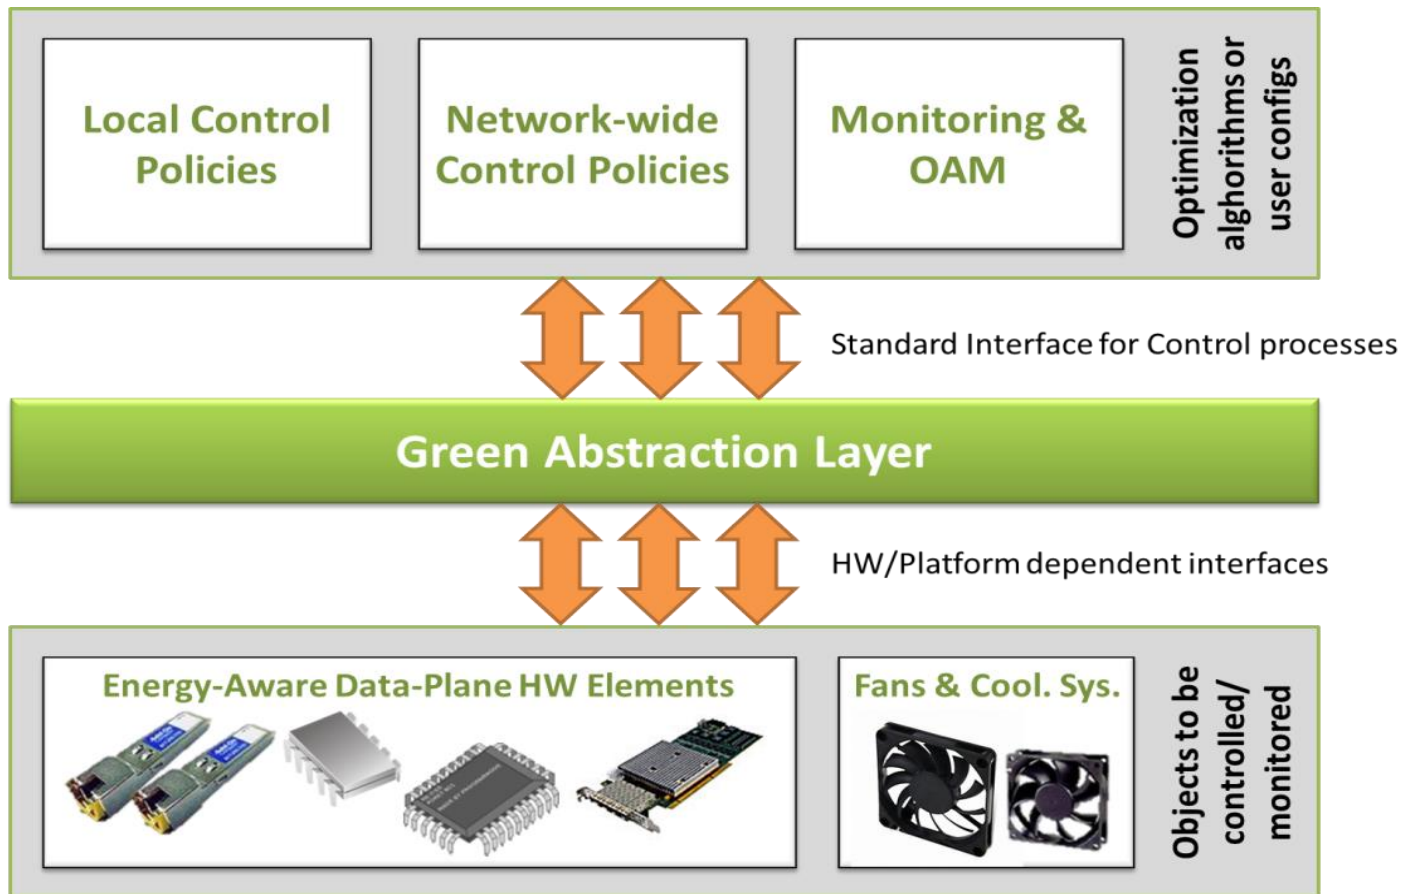 Local Control
Policies
Network-wide
Control Policies
Monitoring &
OAM
Optimization
alghorithms or
user configs
Standard Interface for Control processes
Green Abstraction Layer
HW/Platform dependent interfaces
Energy-Aware Data-Plane HW Elements
Fans & Cool. Sys.
Objects to be
controlled/
monitored